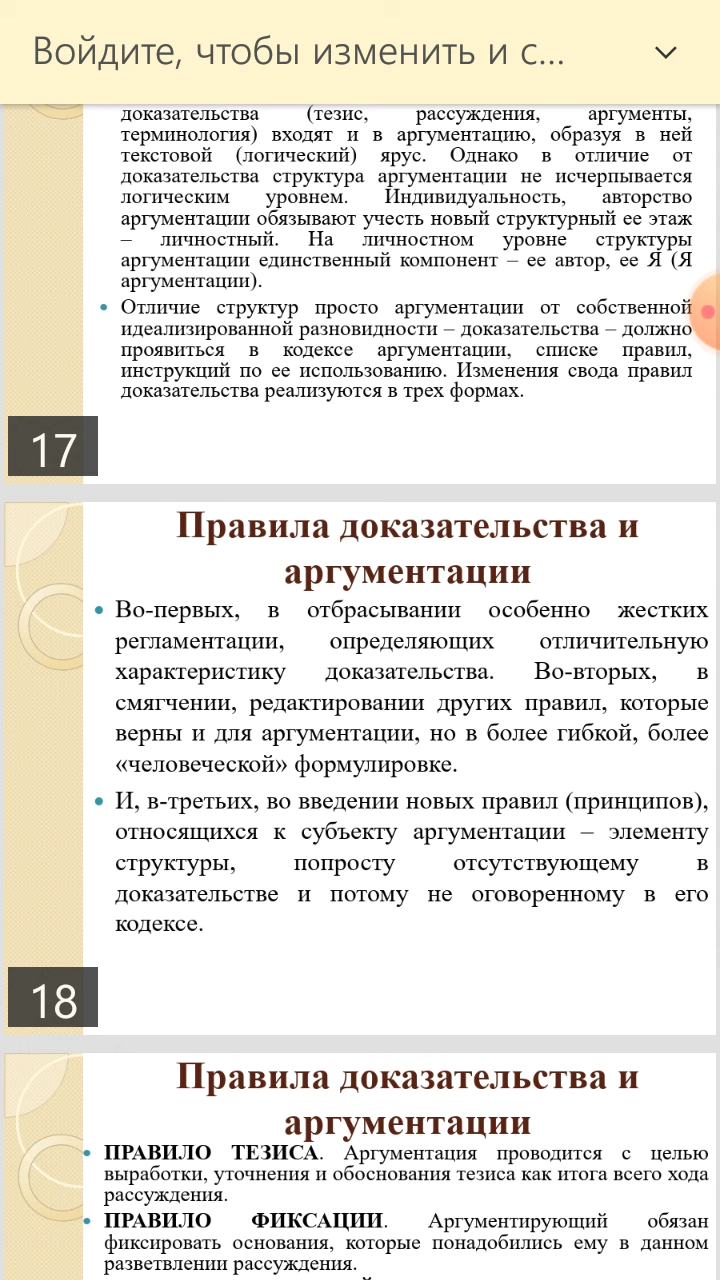 Войдите, чтобы изменить и с...
доказательства (тезис, рассуждения, аргументы,
терминология) входят и в аргументацию, образуя в ней
текстовой (логический) ярус. Однако в отличие от
доказательства структура аргументации не исчерпывается
логическим уровнем. Индивидуальность, авторство
аргументации обязывают учесть новый структурный ее этаж
– личностный. На личностном уровне структуры
аргументации единственный компонент – ее автор, ее Я (Я
аргументации).
• Отличие структур просто аргументации от собственной
идеализированной разновидности – доказательства – должно
проявиться в кодексе аргументации, списке правил,
инструкций по ее использованию. Изменения свода правил
доказательства реализуются в трех формах.
17
Правила доказательства и
аргументации
• Во-первых, в отбрасывании особенно жестких
регламентации, определяющих отличительную
характеристику доказательства. Во-вторых, в
смягчении, редактировании других правил, которые
верны и для аргументации, но в более гибкой, более
«человеческой» формулировке.
• И, в-третьих, во введении новых правил (принципов),
относящихся к субъекту аргументации – элементу
структуры, попросту отсутствующему в
доказательстве и потому не оговоренному в его
кодексе.
18
Правила доказательства и
аргументации
• ПРАВИЛО ТЕЗИСА. Аргументация проводится с целью
выработки, уточнения и обоснования тезиса как итога всего хода
рассуждения.
• ПРАВИЛО ФИКСАЦИИ. Аргументирующий обязан
фиксировать основания, которые понадобились ему в данном
разветвлении рассуждения.